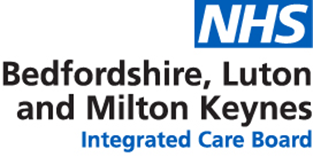 NHS
Bedfordshire, Luton
and Milton Keynes
Integrated Care Board